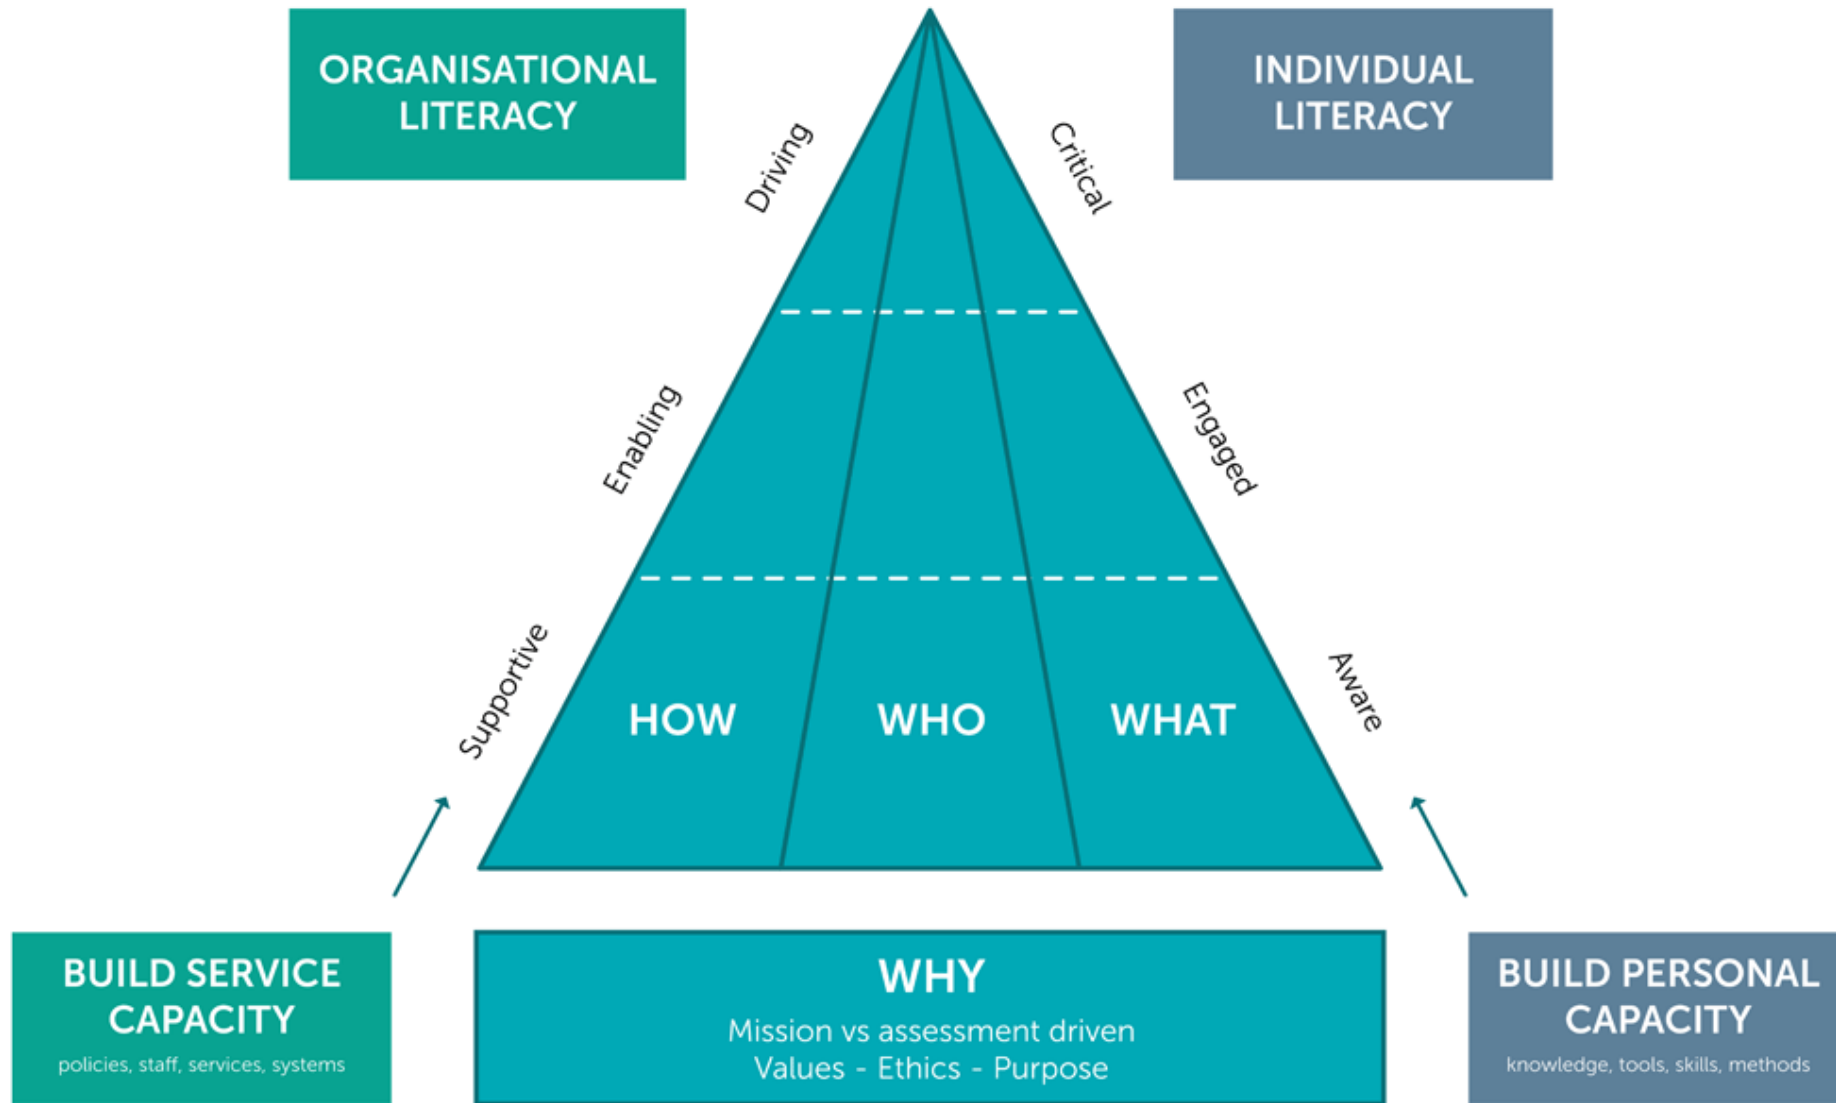 ORGANISATIONAL
LITERACY
INDIVIDUAL
LITERACY
Driving
Critical
Enabling
Engaged
Supportive
Aware
HOW
WHO
WHAT
BUILD SERVICE
CAPACITY
policies, staff, services, systems
WHY
Mission vs assessment driven
Values - Ethics - Purpose
BUILD PERSONAL
CAPACITY
knowledge, tools, skills, methods